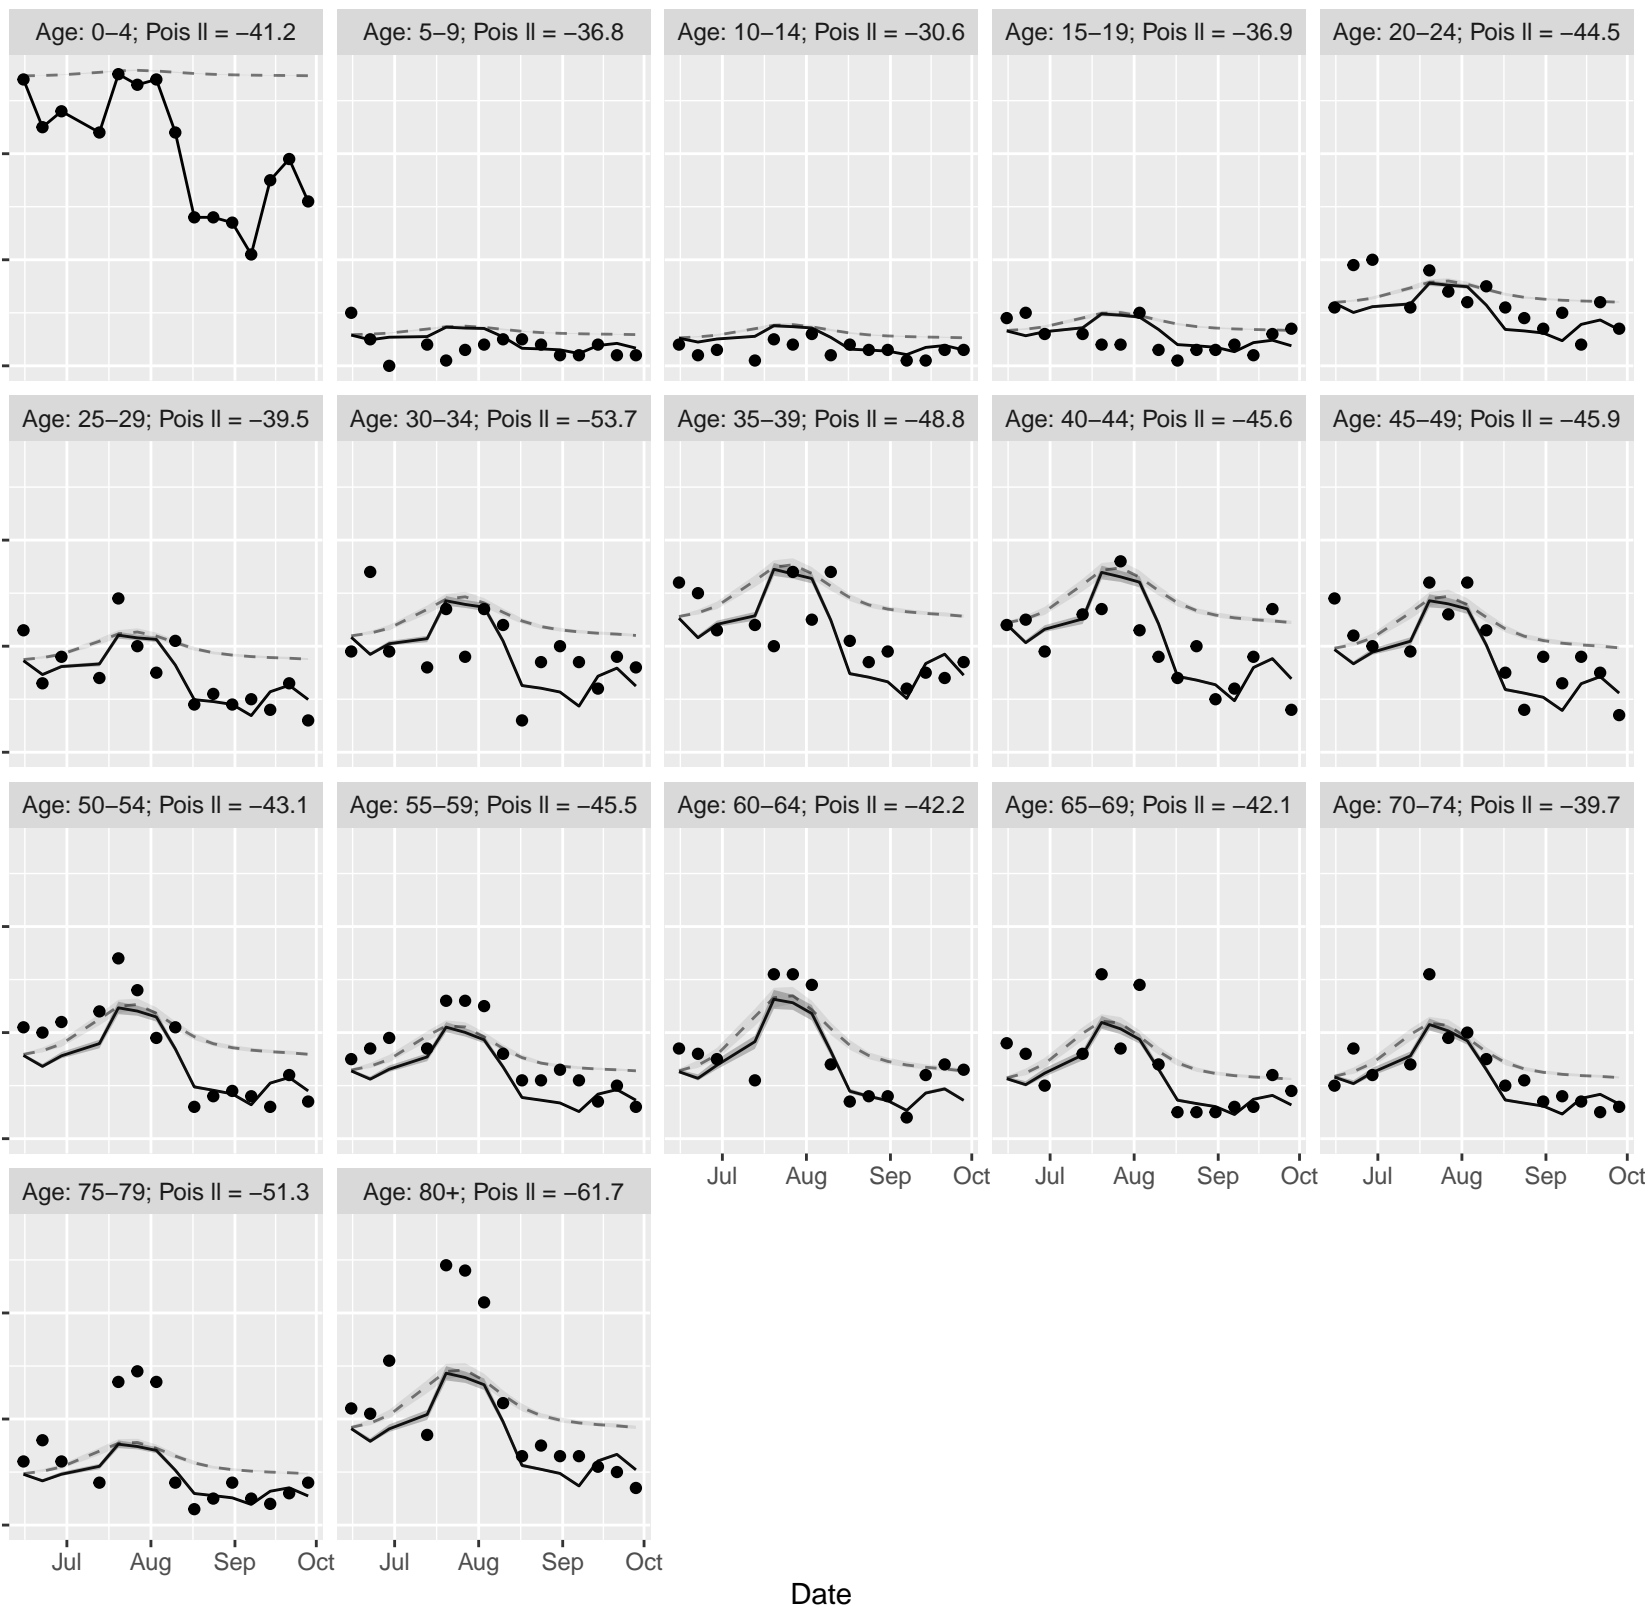 Age: 0−4; Pois ll = −41.2
Age: 5−9; Pois ll = −36.8
Age: 10−14; Pois ll = −30.6
Age: 15−19; Pois ll = −36.9
Age: 20−24; Pois ll = −44.5
Age: 25−29; Pois ll = −39.5
Age: 30−34; Pois ll = −53.7
Age: 35−39; Pois ll = −48.8
Age: 40−44; Pois ll = −45.6
Age: 45−49; Pois ll = −45.9
Age: 50−54; Pois ll = −43.1
Age: 55−59; Pois ll = −45.5
Age: 60−64; Pois ll = −42.2
Age: 65−69; Pois ll = −42.1
Age: 70−74; Pois ll = −39.7
Jul Aug Sep Oct
Jul Aug Sep Oct
Jul Aug Sep Oct
Age: 75−79; Pois ll = −51.3
Age: 80+; Pois ll = −61.7
Jul Aug Sep Oct
Jul Aug Sep Oct
Date